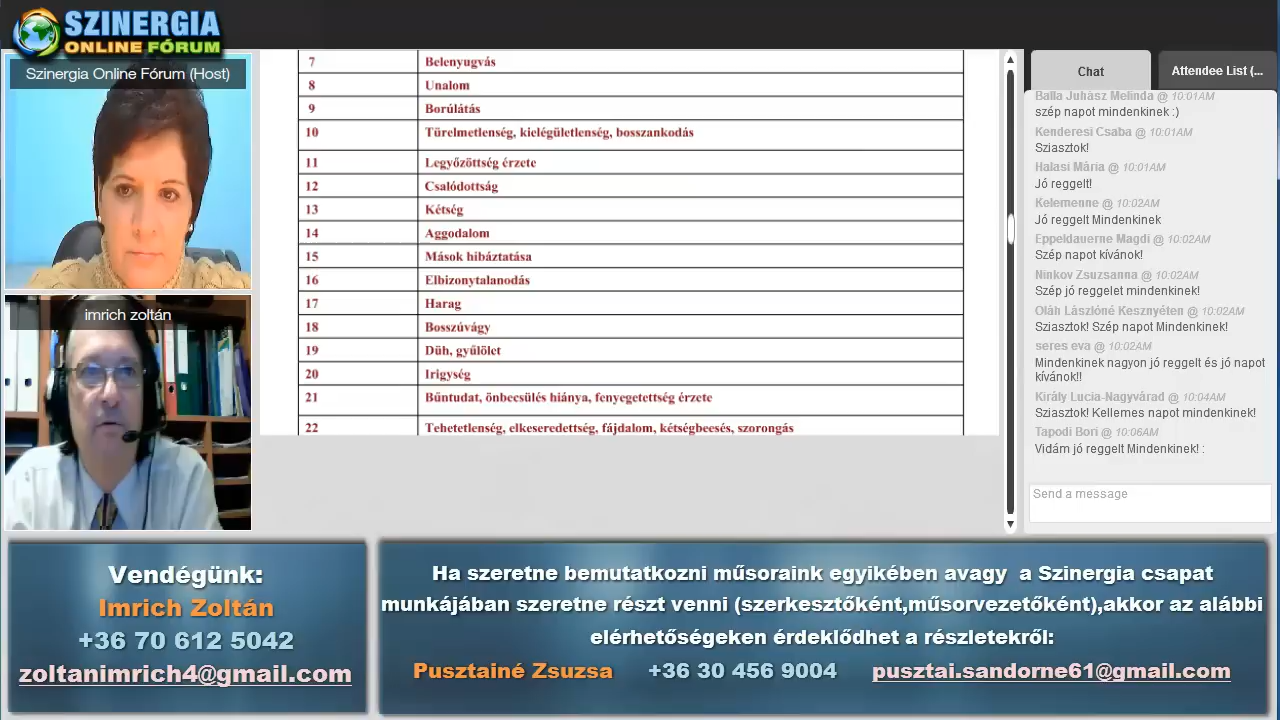 SZINERGIA
ONLINE FÓRUM
Szinergia Online Fórum (Host)
imrich zoltán
7 Belenyugvás
8 Unalom
9 Borúlátás
10 Türelmetlenség, kielégületlenség, bosszankodás
11 Legyőzöttség érzete
12 Csalódottság
13 Kétség
14 Aggodalom
15 Mások hibáztatása
16 Elbizonytalanodás
17 Harag
18 Bosszúvágy
19 Düh, gyűlölet
20 Irigység
21 Bűntudat, önbecsülés hiánya, fenyegetettség érzete
22 Tehetetlenség, elkeseredettség, fájdalom, kétségbeesés, szorongás
Chat
Attendee List (...
Balla Juhász Melinda @ 10:01AM
szép napot mindenkinek :)
Kenderesi Csaba @ 10:01AM
Sziasztok!
Halasi Mária @ 10:01AM
Jó reggelt!
Kelemenne @ 10:02AM
Jó reggelt Mindenkinek
Eppeldauerne Magdi @ 10:02AM
Szép napot kívánok!
Ninkov Zsuzsanna @ 10:02AM
Szép jó reggelet mindenkinek!
Oláh Lászlóné Kesznyéten @ 10:02AM
Sziasztok! Szép napot Mindenkinek!
seres eva @ 10:02AM
Mindenkinek nagyon jó reggelt és jó napot
kívánok!!
Király Lucia-Nagyvárad @ 10:04AM
Sziasztok! Kellemes napot mindenkinek!
Tapodi Bori @ 10:06AM
Vidám jó reggelt Mindenkinek! :
Send a message
Vendégünk:
Imrich Zoltán
+36 70 612 5042
zoltanimrich4@gmail.com
Ha szeretne bemutatkozni műsoraink egyikében avagy a Szinergia csapat
munkájában szeretne részt venni (szerkesztőként,műsorvezetőként),akkor az alábbi
elérhetőségeken érdeklődhet a részletekről:
Pusztainé Zsuzsa +36 30 456 9004 pusztai.sandorne61@gmail.com